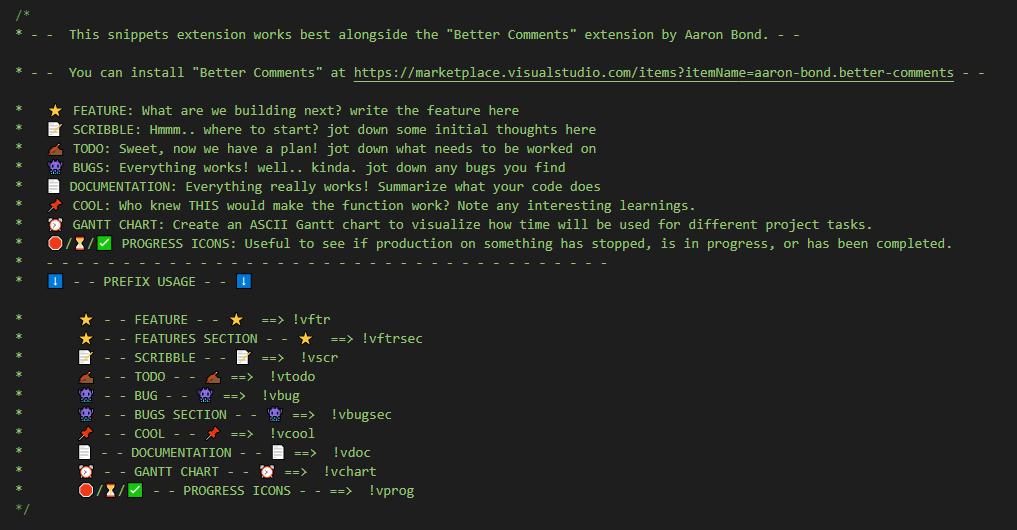 /*
* - -  This snippets extension works best alongside the "Better Comments" extension by Aaron Bond. - -
* - -  You can install "Better Comments" at https://marketplace.visualstudio.com/items?itemName=aaron-bond.better-comments - -
*   ⭐ FEATURE: What are we building next? write the feature here
*   📝 SCRIBBLE: Hmmm.. where to start? jot down some initial thoughts here
*   🍠 TODO: Sweet, now we have a plan! jot down what needs to be worked on
*   👾 BUGS: Everything works! well.. kinda. jot down any bugs you find
*   📄 DOCUMENTATION: Everything really works! Summarize what your code does
*   📌 COOL: Who knew THIS would make the function work? Note any interesting learnings.
*   ⏰ GANTT CHART: Create an ASCII Gantt chart to visualize how time will be used for different project tasks.
*   🛑/⏳/✅ PROGRESS ICONS: Useful to see if production on something has stopped, is in progress, or has been completed.
*   - - - - - - - - - - - - - - - - - - - - - - - - - - - - - - - - - - - - -
*   ⬇️ - - PREFIX USAGE - - ⬇️
*       ⭐ - - FEATURE - - ⭐  ==> !vftr
*       ⭐ - - FEATURES SECTION - - ⭐  ==> !vftrsec
*       📝 - - SCRIBBLE - - 📝 ==>  !vscr
*       🍠 - - TODO - - 🍠 ==>  !vtodo
*       👾 - - BUG - - 👾 ==>  !vbug
*       👾 - - BUGS SECTION - - 👾 ==>  !vbugsec
*       📌 - - COOL - - 📌 ==>  !vcool
*       📄 - - DOCUMENTATION - - 📄 ==>  !vdoc
*       ⏰ - - GANTT CHART - - ⏰ ==>  !vchart
*       🛑/⏳/✅ - - PROGRESS ICONS - - ==>  !vprog
*/